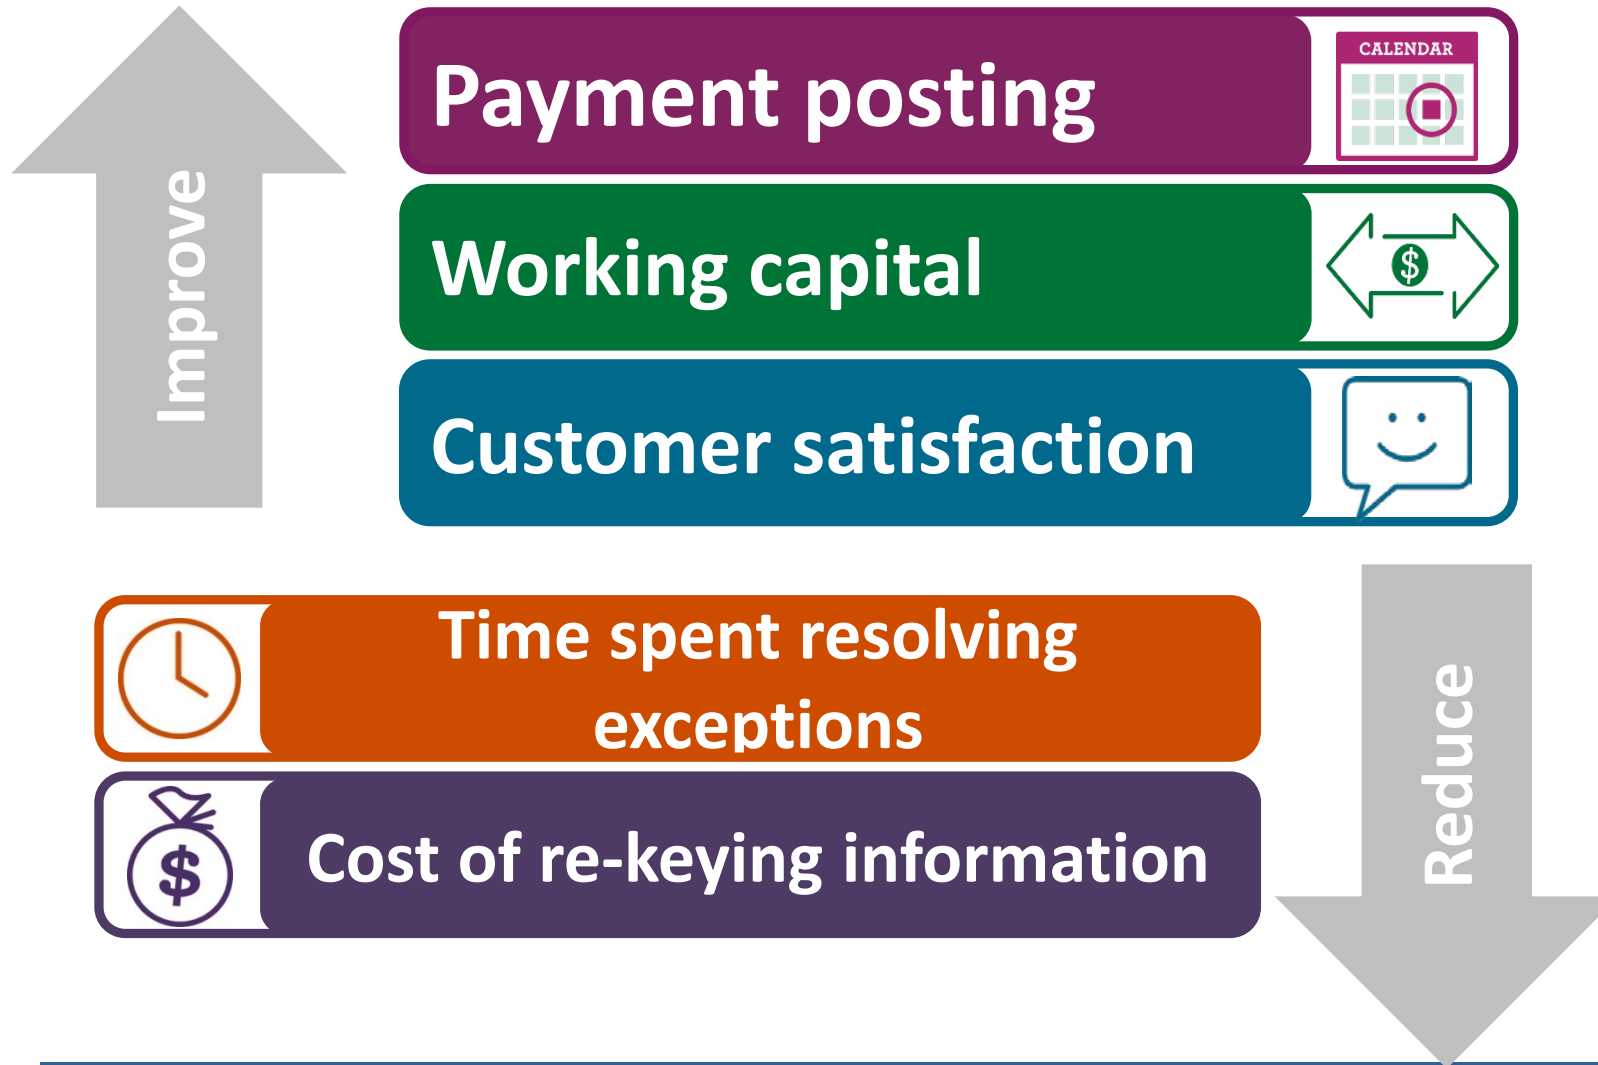 Improve
Payment posting
CALENDAR
Working capital
$
Customer satisfaction
Time spent resolving
exceptions
$
Cost of re-keying information
Reduce